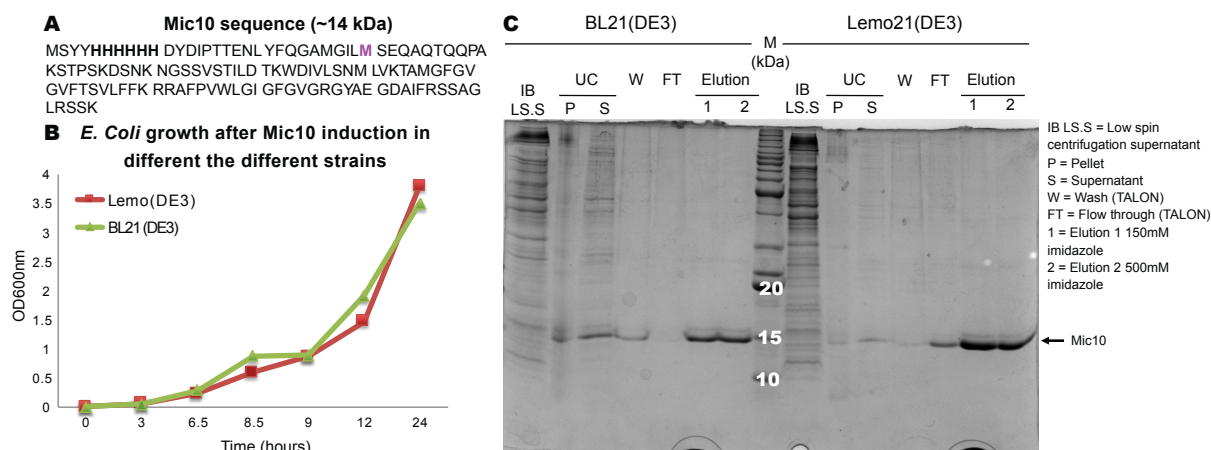 A Mic10 sequence (~14 kDa)
MSYYHHHHHH DYDIPTTENL YFQGAMGILM SEQAQTQQPA
KSTPSKDSNK NGSSVSTILD TKWDIVLSNM LVKTAMGFGV
GVFTSVLFFK RRAFPVWLGI GFGVGRGYAE GDAIFRSSAG
LRSSK
B E. Coli growth after Mic10 induction in
different the different strains
4
3.5
3
2.5
2
1.5
1
0.5
0
OD600nm
Lemo(DE3)
BL21(DE3)
0 3 6.5 8.5 9 12 24
Time (hours)
C BL21(DE3) Lemo21(DE3)
M
(kDa)
IB
LS.S
UC
P S
W FT
Elution
1 2
IB
LS.S
UC
P S
W FT
Elution
1 2
20
15
10
Mic10
IB LS.S = Low spin
centrifugation supernatant
P = Pellet
S = Supernatant
W = Wash (TALON)
FT = Flow through (TALON)
1 = Elution 1 150mM
imidazole
2 = Elution 2 500mM
imidazole